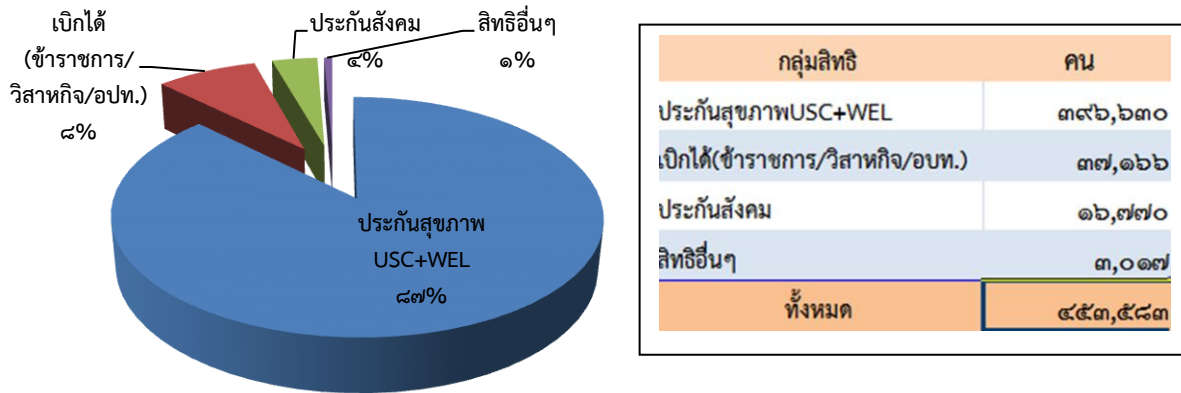 เบิกได้
(ข้าราชการ/
วิสาหกิจ/อปท.)
๘%
ประกันสังคม
๔%
สิทธิอื่นๆ
๑%
ประกันสุขภาพ
USC+WEL
๘๗%
กลุ่มสิทธิ คน
ประกันสุขภาพUSC+WEL ๓๙๖,๖๓๐
เบิกได้(ข้าราชการ/วิสาหกิจ/อบท.) ๓๗,๑๖๖
ประกันสังคม ๑๖,๗๗๐
สิทธิอื่นๆ ๓,๐๑๗
ทั้งหมด ๔๕๓,๕๘๓